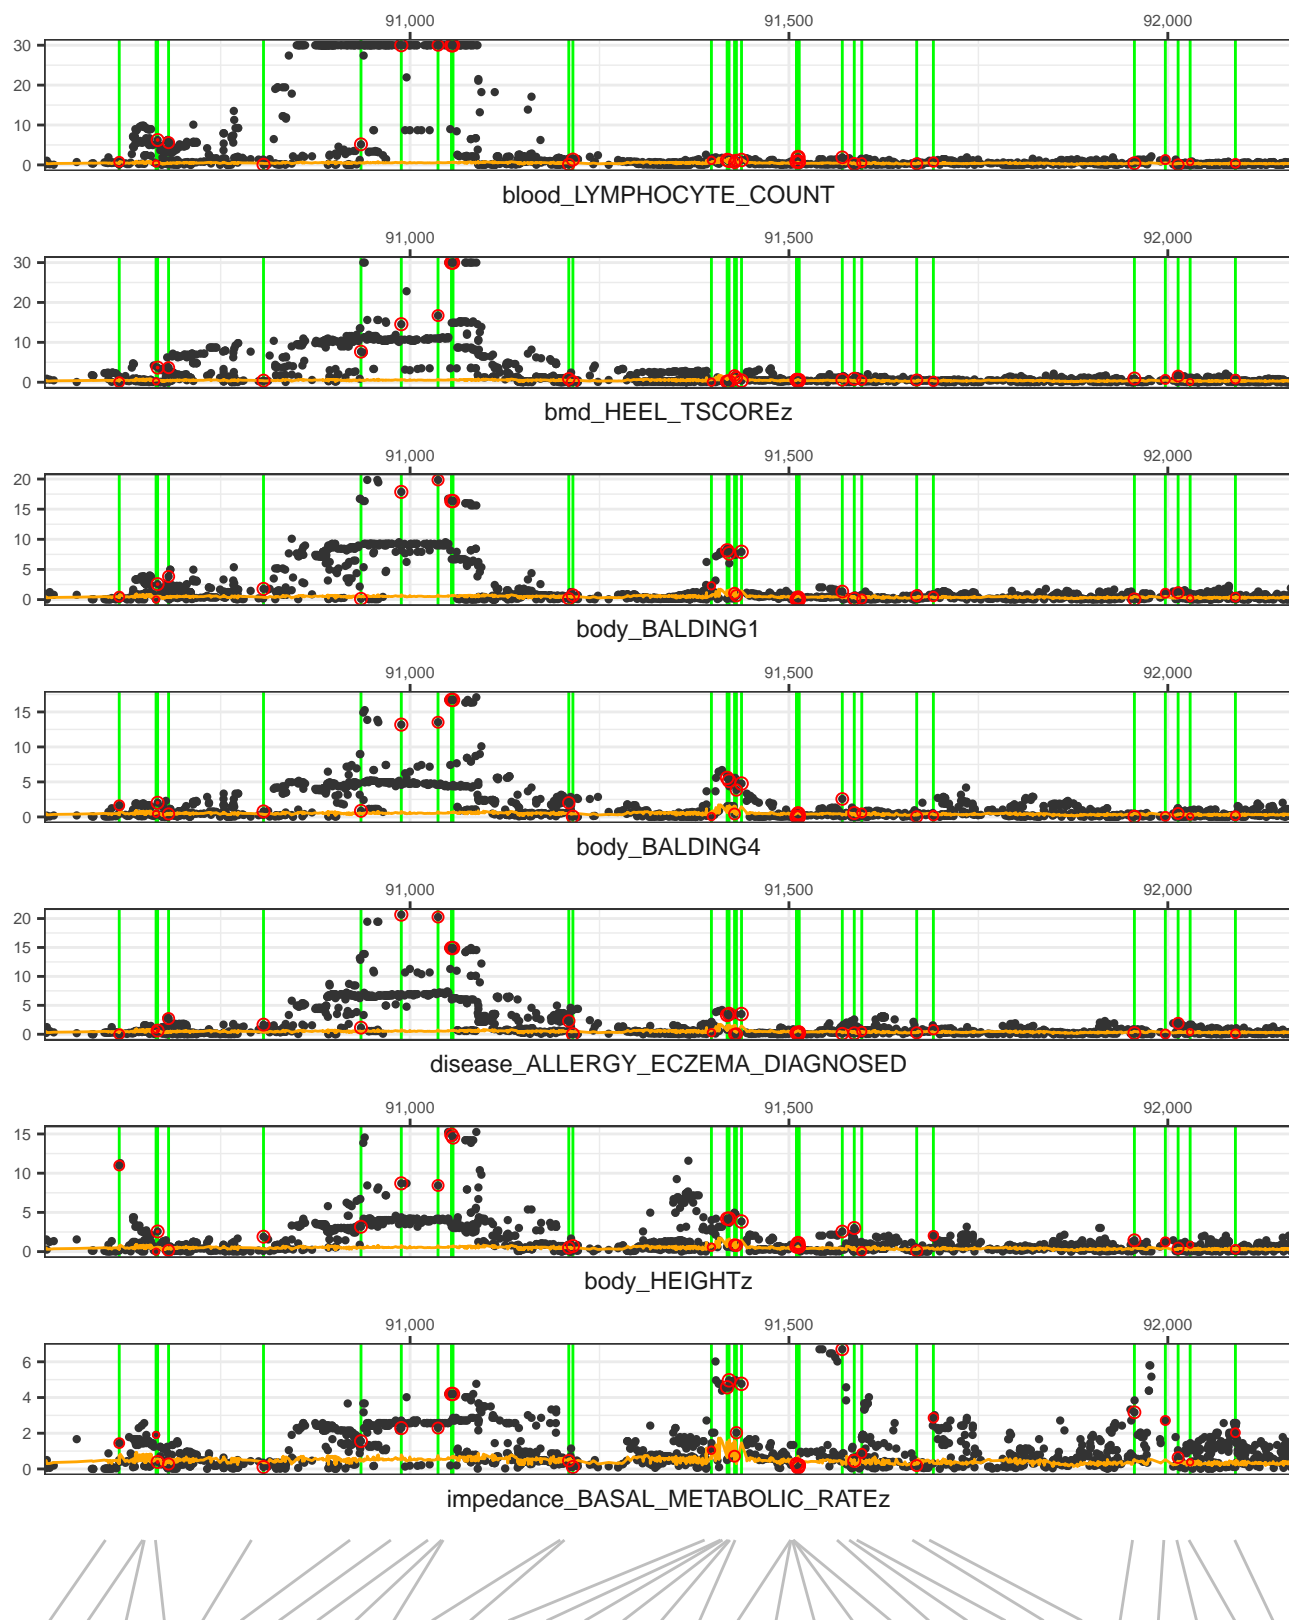 91,000 91,500 92,000
30
20
10
0
blood_LYMPHOCYTE_COUNT
91,000 91,500 92,000
30
20
10
0
bmd_HEEL_TSCOREz
91,000 91,500 92,000
20
15
10
5
0
body_BALDING1
91,000 91,500 92,000
15
10
5
0
body_BALDING4
91,000 91,500 92,000
20
15
10
5
0
disease_ALLERGY_ECZEMA_DIAGNOSED
91,000 91,500 92,000
15
10
5
0
body_HEIGHTz
91,000 91,500 92,000
6
4
2
0
impedance_BASAL_METABOLIC_RATEz